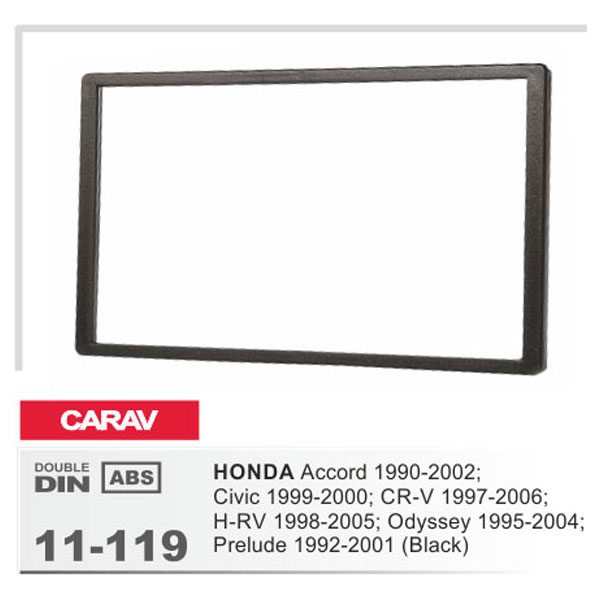 CARAV
DOUBLE
DIN
ABS
11-119
HONDA Accord 1990-2002;
Civic 1999-2000; CR-V 1997-2006;
H-RV 1998-2005; Odyssey 1995-2004;
Prelude 1992-2001 (Black)